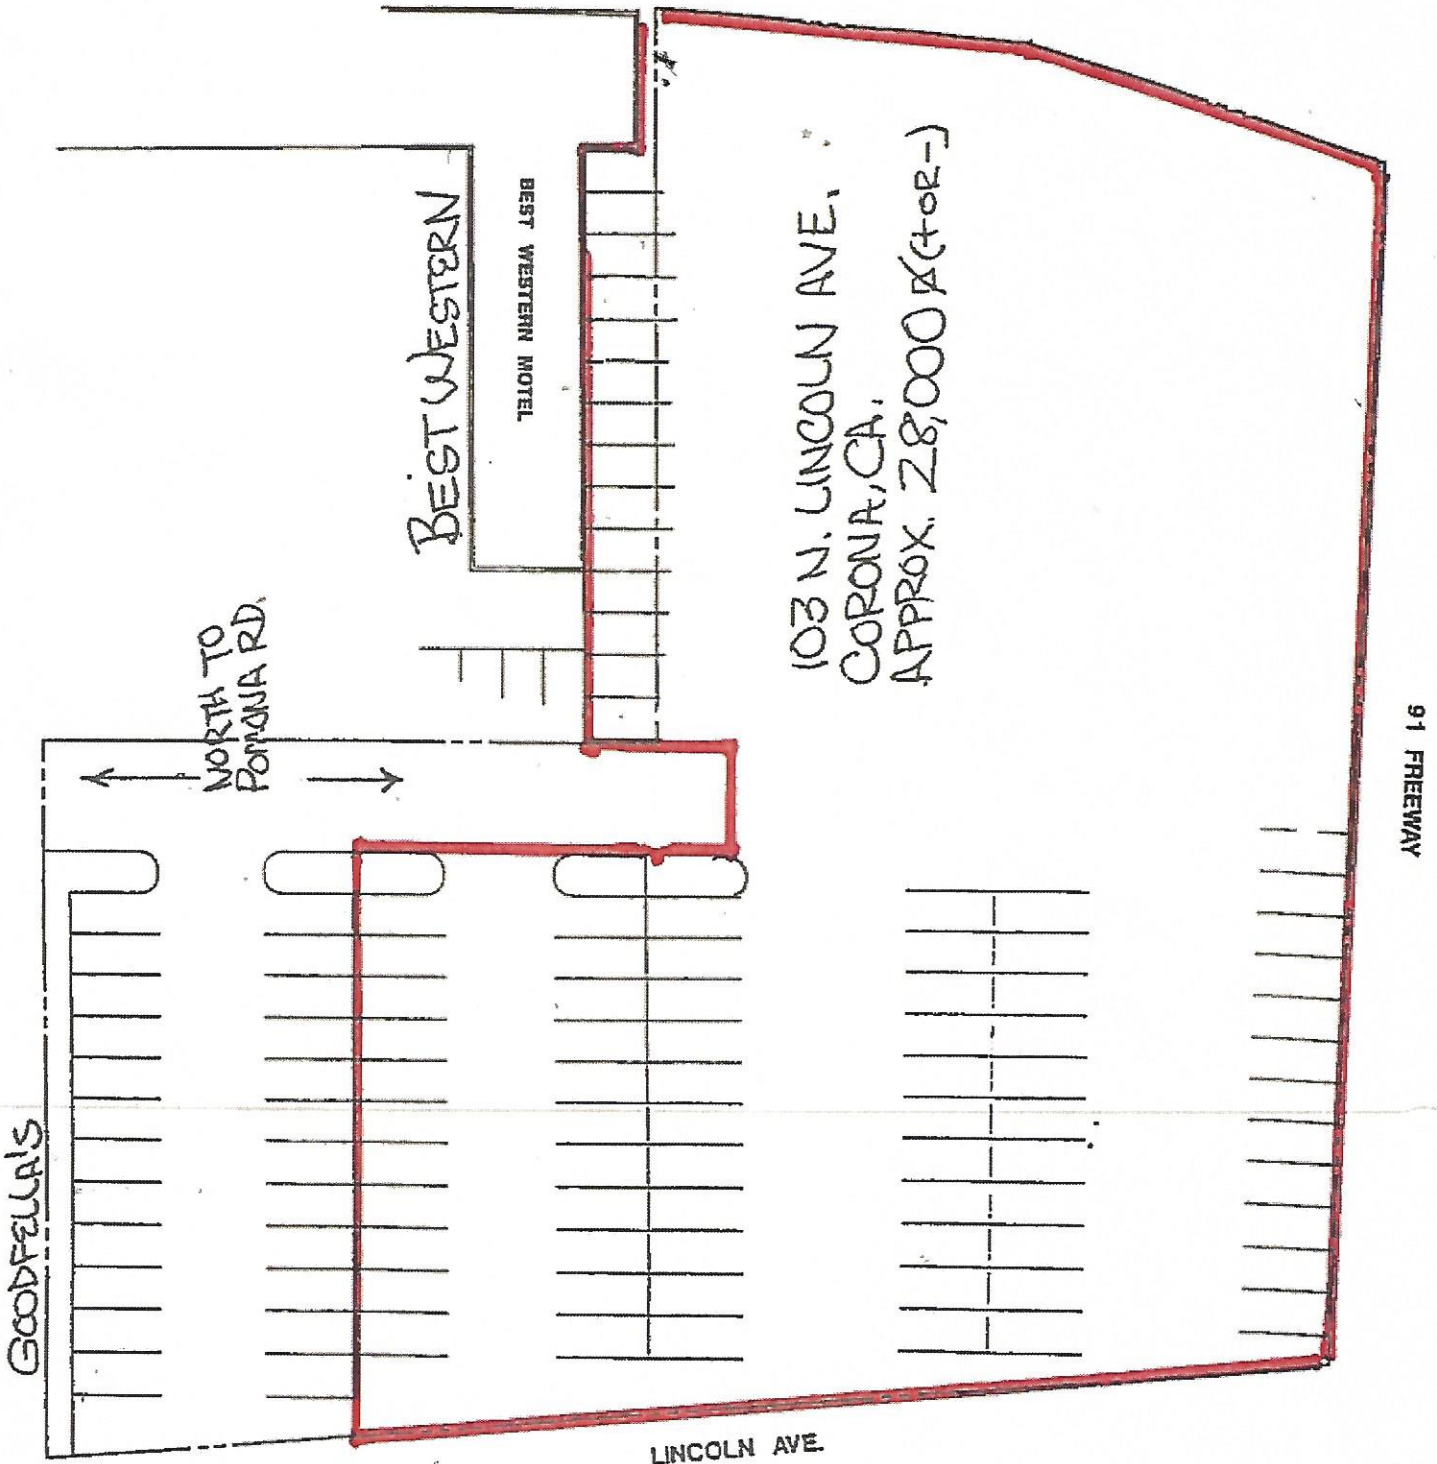 BEST WESTERN
BEST WESTERN MOTEL
103 N. LINCOLN AVE.
CORONA, CA.
APPROX. 28,000 (+OR-)
NORTH TO
POMONA RD.
91 FREEWAY
GOODFELLA'S
LINCOLN AVE.